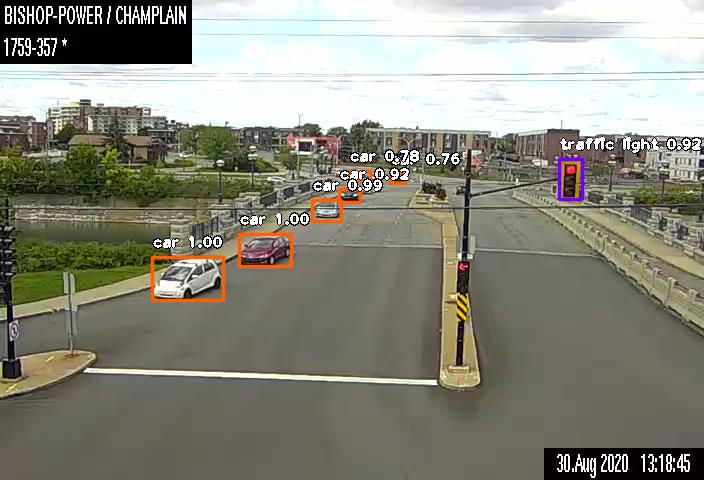 BISHOP-POWER / CHAMPLAIN
1759-357 *
traffic light 0.92
car 0.78
0.76
car 0.92
car 0.99
car 1.00
car 1.00
30.Aug 2020 13:18:45